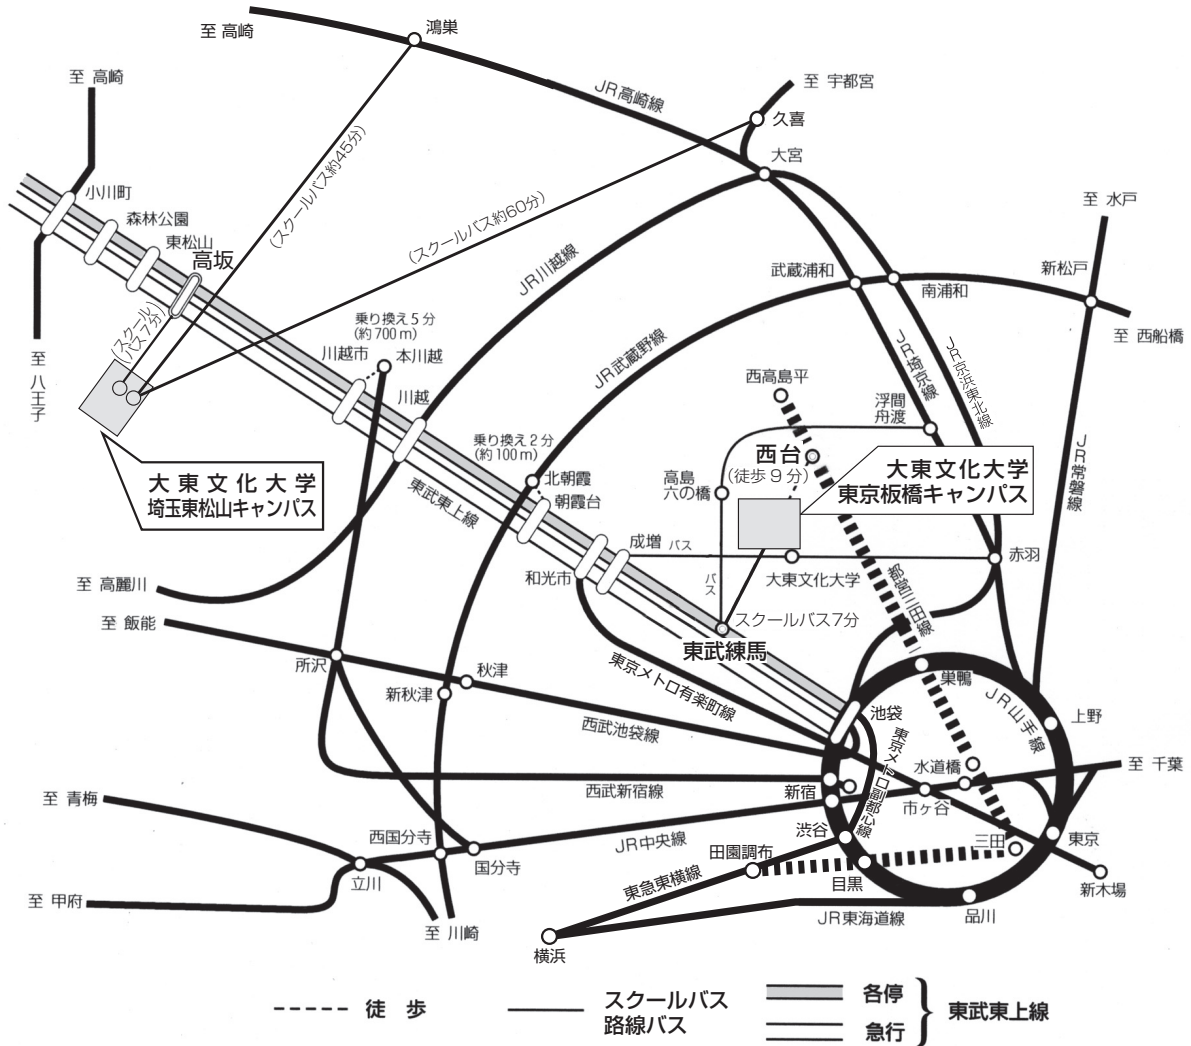 至 高崎
鴻巣
至 高崎
JR高崎線
至 宇都宮
久喜
大宮
小川町
森林公園
東松山
高坂
(スクールバス約45分)
(スクールバス約60分)
(スクール
バス7分)
至 水戸
新松戸
武蔵浦和
南浦和
至 西船橋
JR川越線
JR武蔵野線
JR埼京線
JR京浜東北線
乗り換え5分
(約700m)
川越市
本川越
川越
至 八王子
西高島平
浮間
舟渡
西台
(徒歩9分)
高島
六の橋
大東文化大学
東京板橋キャンパス
大東文化大学
埼玉東松山キャンパス
乗り換え2分
(約100m)
北朝霞
朝霞台
東武東上線
JR常磐線
成増
バス
和光市
大東文化大学
赤羽
バス
都営三田線
至 高麗川
至 飯能
スクールバス7分
東武練馬
所沢
秋津
新秋津
東京メトロ有楽町線
西武池袋線
巣鴨
JR山手線
池袋
上野
東京メトロ副都心線
水道橋
至 千葉
西武新宿線
新宿
市ヶ谷
至 青梅
西国分寺
国分寺
JR中央線
渋谷
三田
東京
田園調布
目黒
新木場
立川
至 甲府
至 川崎
東急東横線
JR東海道線
品川
横浜
徒 歩
スクールバス
路線バス
各停
急行
東武東上線